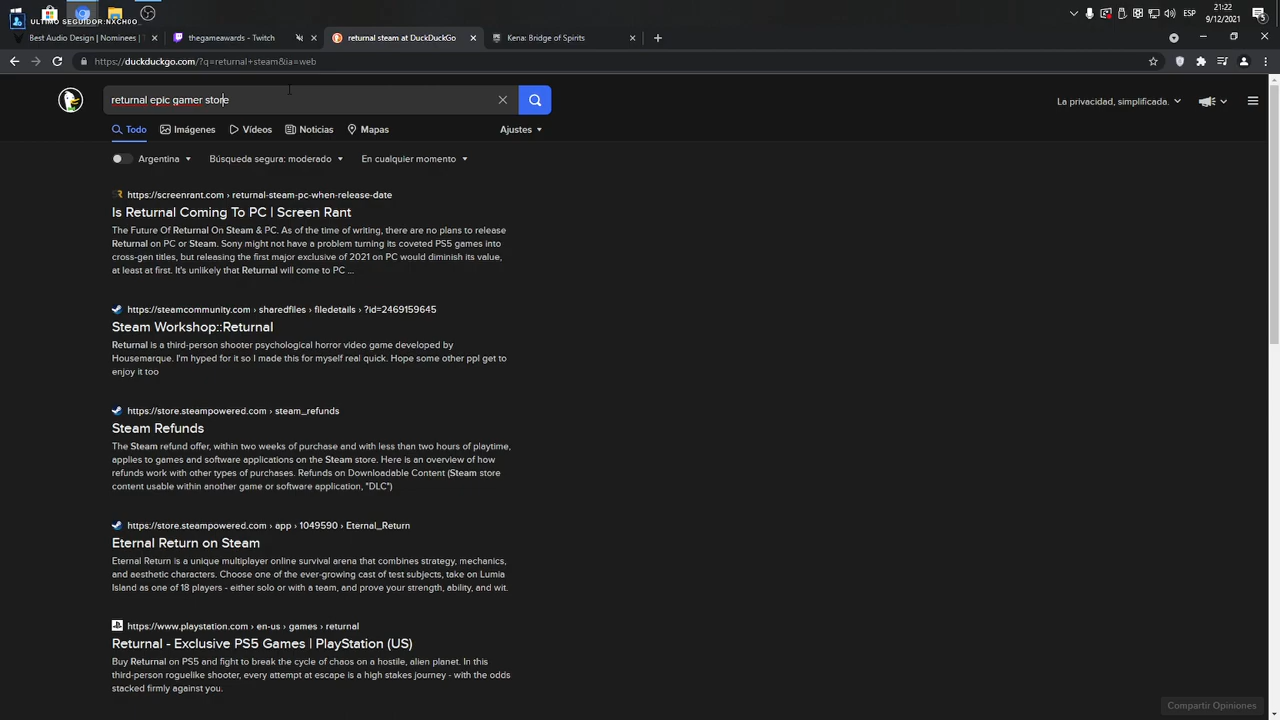 ULTIMO SEGUIDOR:NXCH0O
ESP
21:22
9/12/2021
Best Audio Design | Nominees |
thegameawards - Twitch
returnal steam at DuckDuckGo
Kena: Bridge of Spirits
https://duckduckgo.com/?q=returnal+steam&ia=web
returnal epic gamer store
La privacidad, simplificada.
Todo
Imágenes
Vídeos
Noticias
Mapas
Ajustes
Argentina
Búsqueda segura: moderado
En cualquier momento
https://screenrant.com › returnal-steam-pc-when-release-date
Is Returnal Coming To PC | Screen Rant
The Future Of Returnal On Steam & PC. As of the time of writing, there are no plans to release
Returnal on PC or Steam. Sony might not have a problem turning its coveted PS5 games into
cross-gen titles, but releasing the first major exclusive of 2021 on PC would diminish its value,
at least at first. It's unlikely that Returnal will come to PC ...
https://steamcommunity.com › sharedfiles › filedetails › ?id=2469159645
Steam Workshop::Returnal
Returnal is a third-person shooter psychological horror video game developed by
Housemarque. I'm hyped for it so I made this for myself real quick. Hope some other ppl get to
enjoy it too
https://store.steampowered.com › steam_refunds
Steam Refunds
The Steam refund offer, within two weeks of purchase and with less than two hours of playtime,
applies to games and software applications on the Steam store. Here is an overview of how
refunds work with other types of purchases. Refunds on Downloadable Content (Steam store
content usable within another game or software application, "DLC")
https://store.steampowered.com › app › 1049590 › Eternal_Return
Eternal Return on Steam
Eternal Return is a unique multiplayer online survival arena that combines strategy, mechanics,
and aesthetic characters. Choose one of the ever-growing cast of test subjects, take on Lumia
Island as one of 18 players - either solo or with a team, and prove your strength, ability, and wit.
https://www.playstation.com › en-us › games › returnal
Returnal - Exclusive PS5 Games | PlayStation (US)
Buy Returnal on PS5 and fight to break the cycle of chaos on a hostile, alien planet. In this
third-person roguelike shooter, every attempt at escape is a high stakes journey - with the odds
stacked firmly against you.
Compartir Opiniones